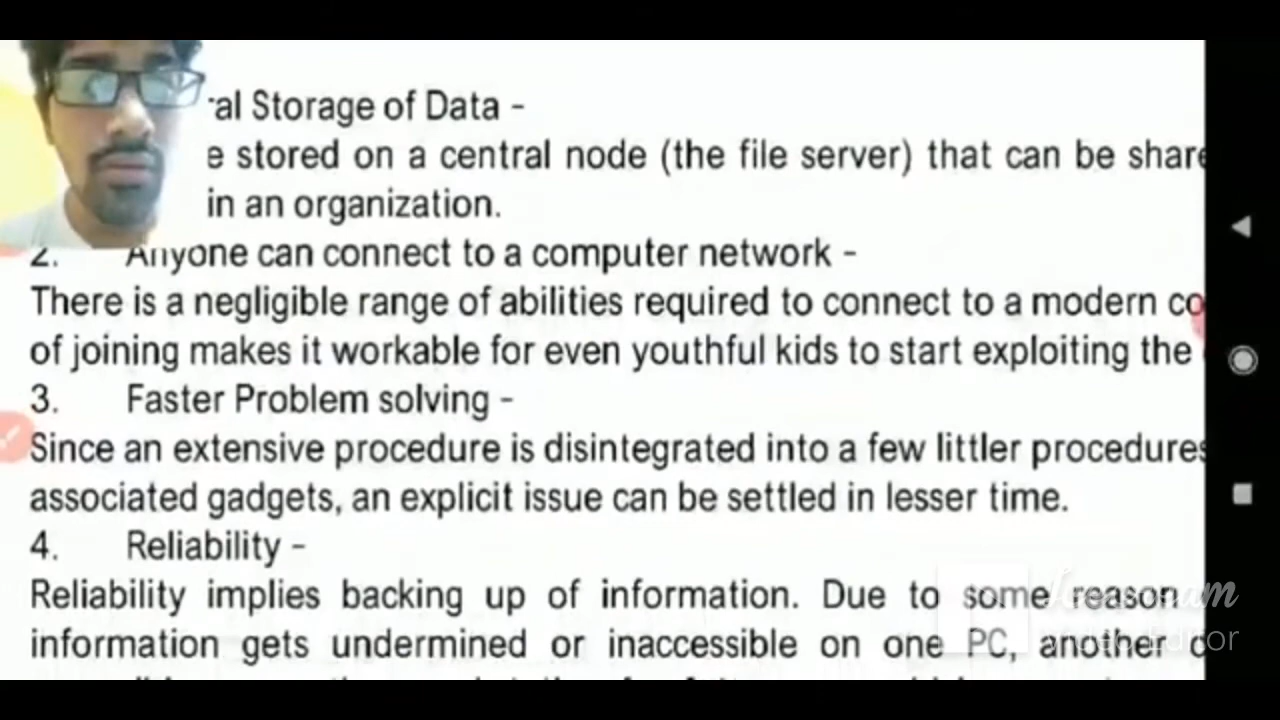 al Storage of Data -
e stored on a central node (the file server) that can be share
in an organization.
2. Anyone can connect to a computer network -
There is a negligible range of abilities required to connect to a modern co
of joining makes it workable for even youthful kids to start exploiting the
3. Faster Problem solving -
Since an extensive procedure is disintegrated into a few littler procedures
associated gadgets, an explicit issue can be settled in lesser time.
4. Reliability -
Reliability implies backing up of information. Due to some reason
information gets undermined or inaccessible on one PC, another c
Video Editor